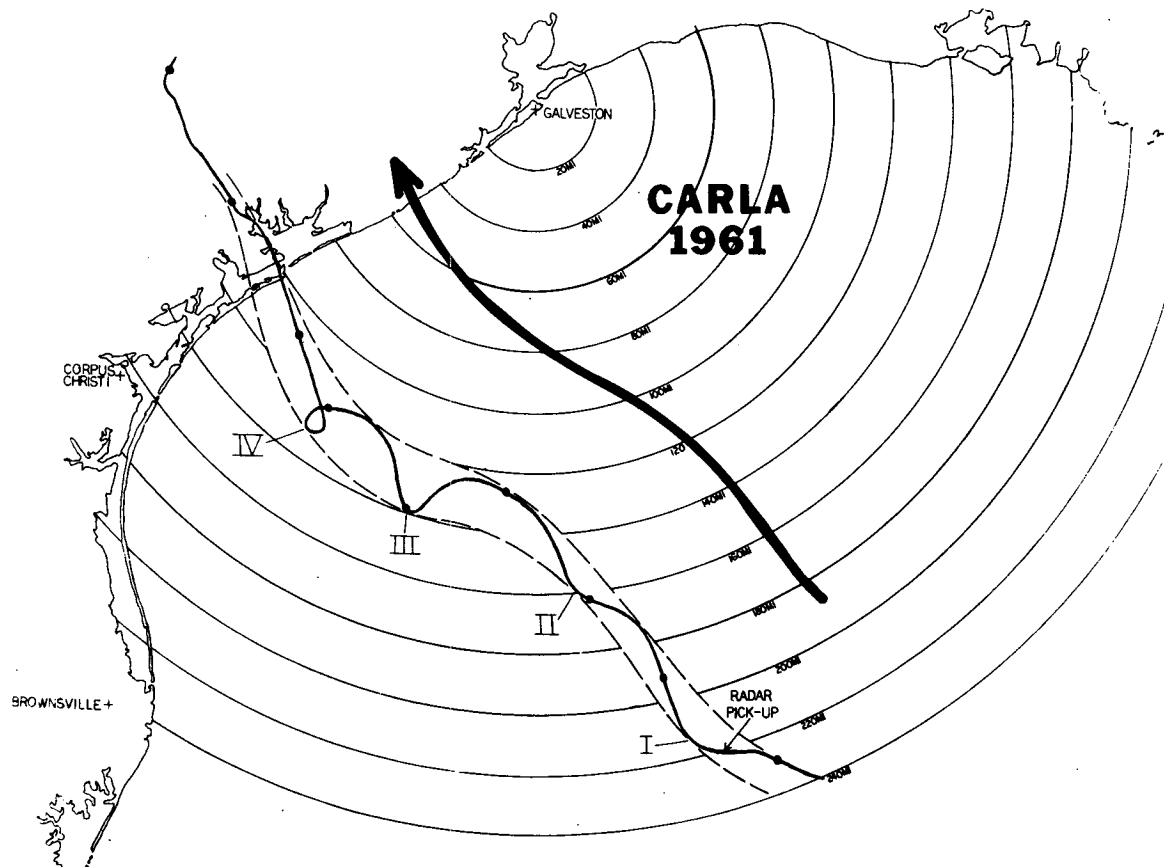 GALVESTON
20MI
CARLA
1961
40MI
60MI
80MI
CORPUS
CHRISTI
100MI
IV
120
140MI
III
160MI
180MI
II
200MI
BROWNSVILLE
RADAR
PICK-UP
220MI
I
240MI